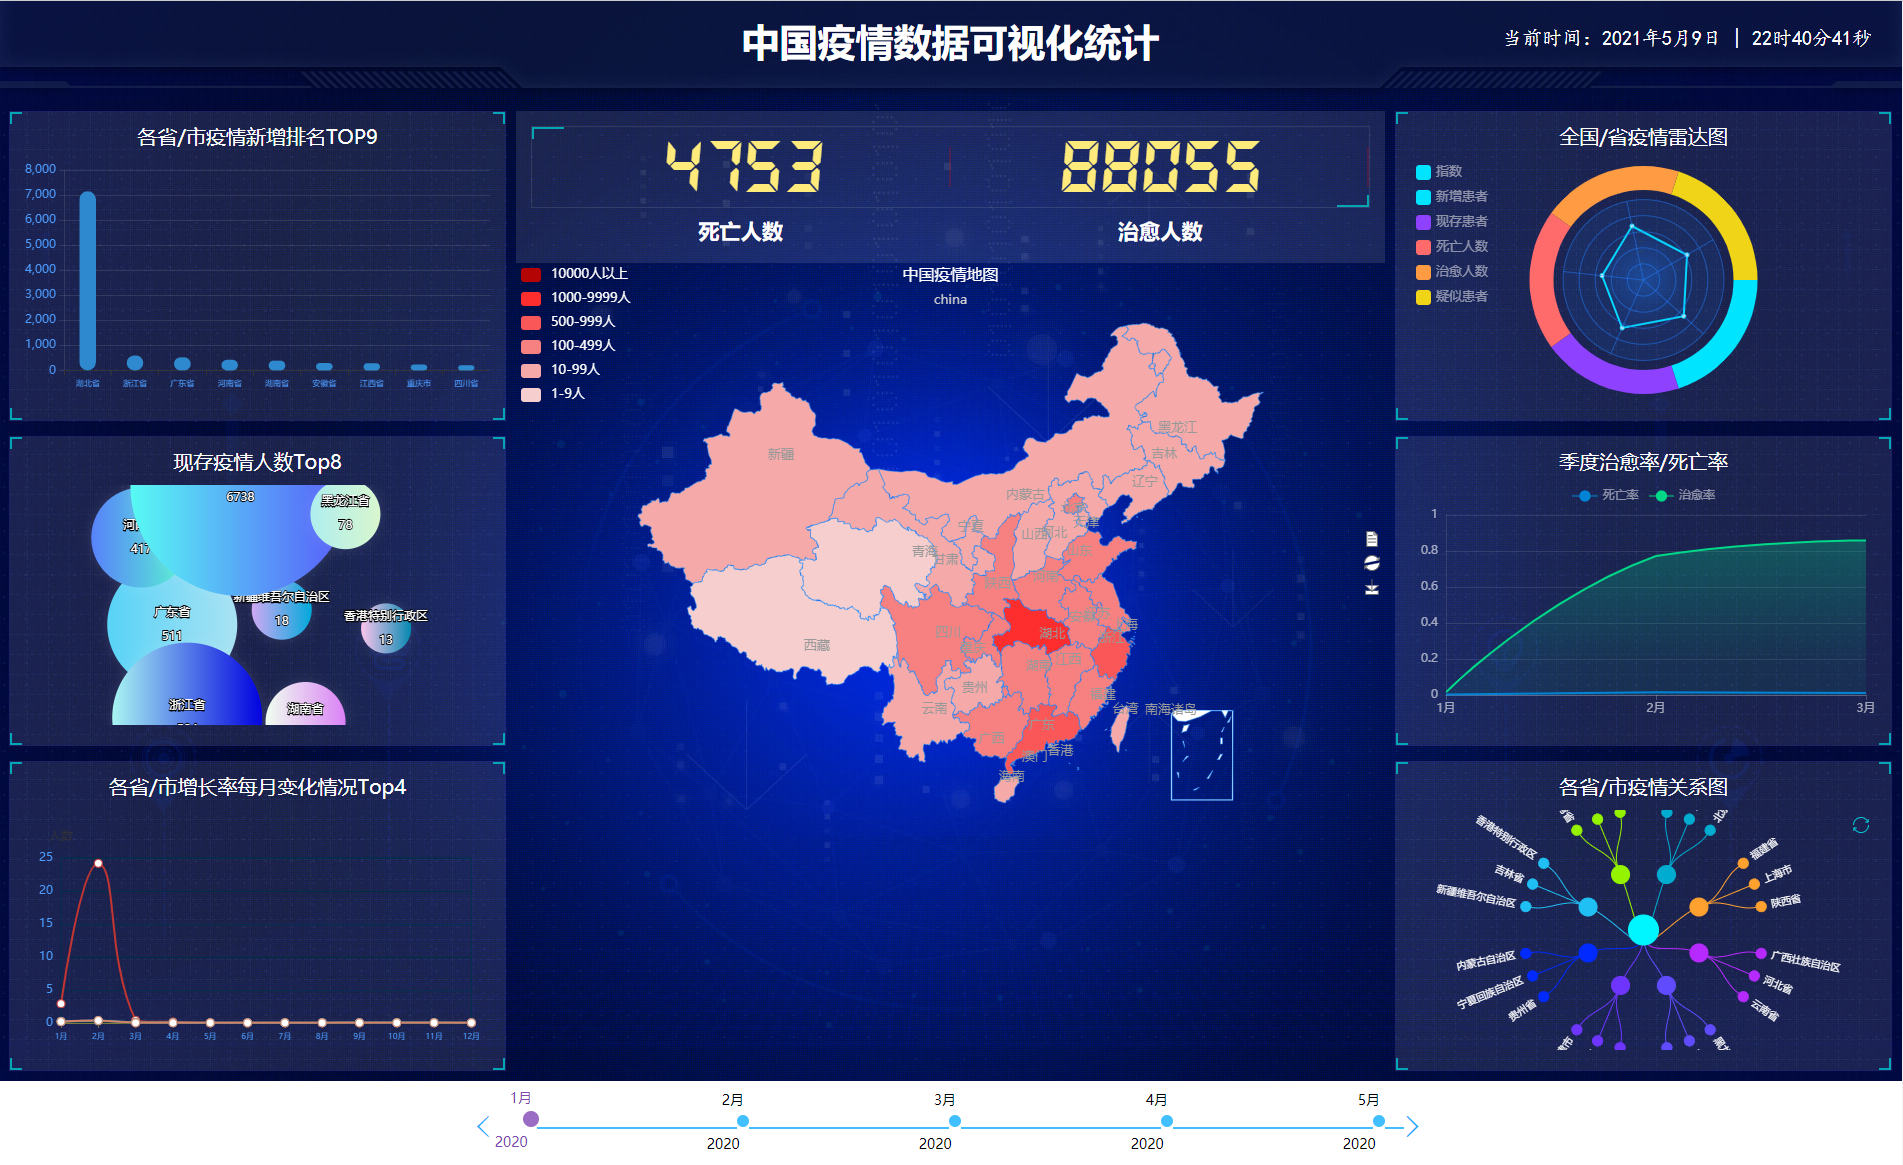 中国疫情数据可视化统计
当前时间：2021年5月9日 | 22时40分41秒
各省/市疫情新增排名TOP9
8,000
7,000
6,000
5,000
4,000
3,000
2,000
1,000
0
湖北省 浙江省 广东省 河南省 湖南省 安徽省 江西省 重庆市 四川省
现存疫情人数Top8
6738
黑龙江省
78
417
新疆维吾尔自治区
18
广东省
511
香港特别行政区
13
浙江省
湖南省
各省/市增长率每月变化情况Top4
25
20
15
10
5
0
1月 2月 3月 4月 5月 6月 7月 8月 9月 10月 11月 12月
4753
88055
死亡人数
治愈人数
10000人以上
1000-9999人
500-999人
100-499人
10-99人
1-9人
中国疫情地图
china
黑龙江
吉林
辽宁
新疆
内蒙古
北京
天津
宁夏
山西
河北
青海
甘肃
山东
陕西
河南
西藏
四川
重庆
湖北
安徽
上海
浙江
湖南
江西
贵州
云南
福建
台湾
南海诸岛
广西
广东
澳门
香港
海南
全国/省疫情雷达图
指数
新增患者
现存患者
死亡人数
治愈人数
疑似患者
季度治愈率/死亡率
死亡率 治愈率
1
0.8
0.6
0.4
0.2
0
1月 2月 3月
各省/市疫情关系图
香港特别行政区
吉林省
新疆维吾尔自治区
福建省
上海市
陕西省
内蒙古自治区
宁夏回族自治区
贵州省
广西壮族自治区
河北省
云南省
1月 2月 3月 4月 5月
2020 2020 2020 2020 2020